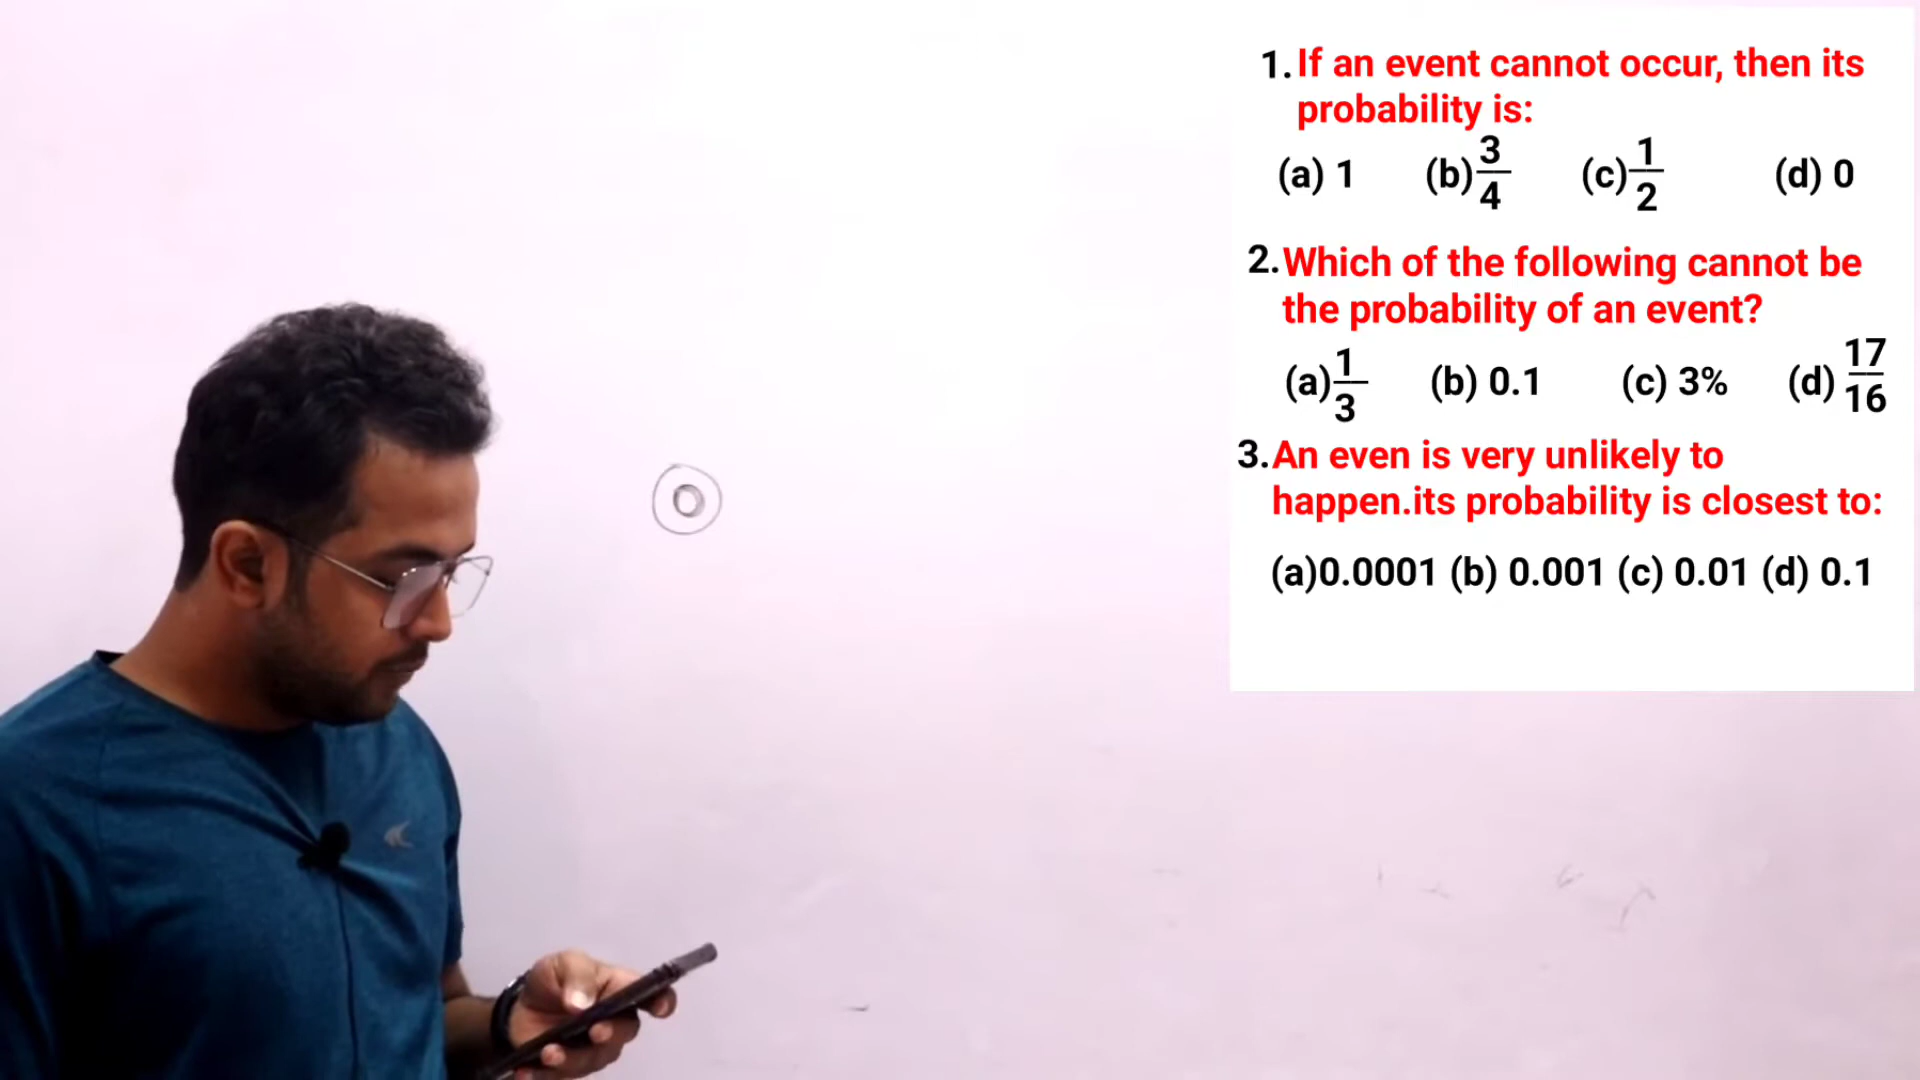 1. If an event cannot occur, then its
probability is:
(a) 1 (b) 3/4 (c) 1/2 (d) 0
2. Which of the following cannot be
the probability of an event?
(a) 1/3 (b) 0.1 (c) 3% (d) 17/16
3. An even is very unlikely to
happen.its probability is closest to:
(a)0.0001 (b) 0.001 (c) 0.01 (d) 0.1
0